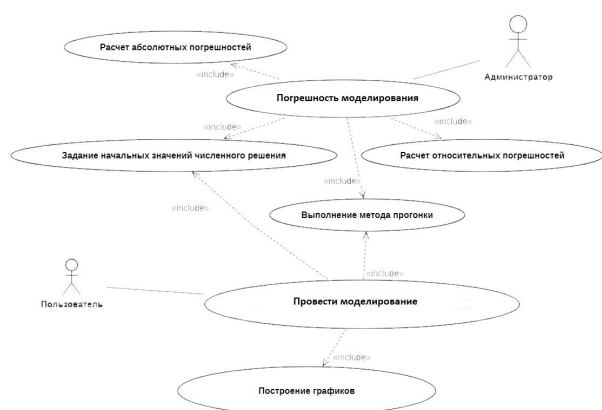 Расчет абсолютных погрешностей
«include»
Администратор
Погрешность моделирования
«include»
«include»
Задание начальных значений численного решения
Расчет относительных погрешностей
«include»
Выполнение метода прогонки
«include»
Пользователь
Провести моделирование
«include»
Построение графиков